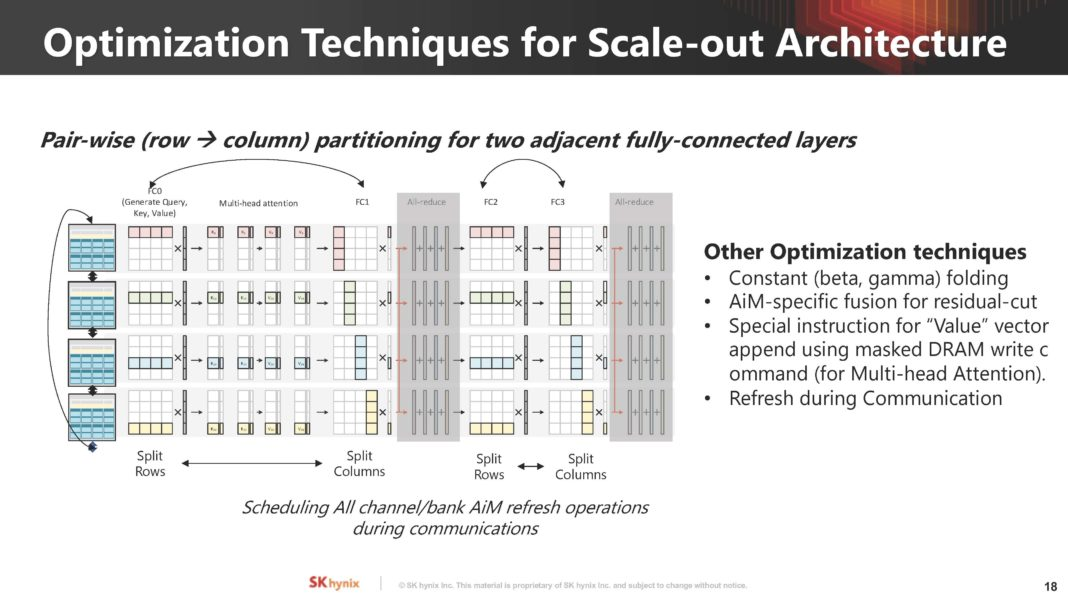 Optimization Techniques for Scale-out Architecture
Pair-wise (row → column) partitioning for two adjacent fully-connected layers
FC0
(Generate Query,
Key, Value)
Multi-head attention
FC1
All-reduce
FC2
FC3
All-reduce
Split
Rows
Split
Columns
Split
Rows
Split
Columns
Scheduling All channel/bank AiM refresh operations
during communications
Other Optimization techniques
• Constant (beta, gamma) folding
• AiM-specific fusion for residual-cut
• Special instruction for “Value” vector
append using masked DRAM write c
ommand (for Multi-head Attention).
• Refresh during Communication
SK hynix
© SK hynix Inc. This material is proprietary of SK hynix Inc. and subject to change without notice.
18